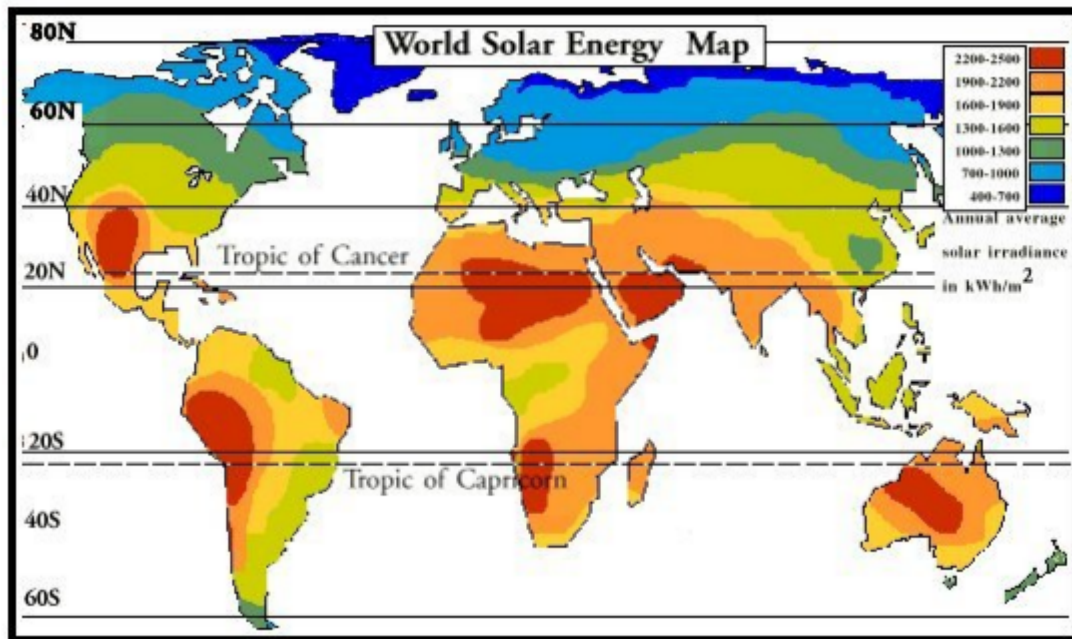 80N
World Solar Energy Map
2200-2500
1900-2200
60N
1600-1900
1300-1600
1000-1300
700-1000
40N
400-700
Annual average
solar irradiance
in kWh/m2
Tropic of Cancer
20N
0
20S
Tropic of Capricorn
40S
60S